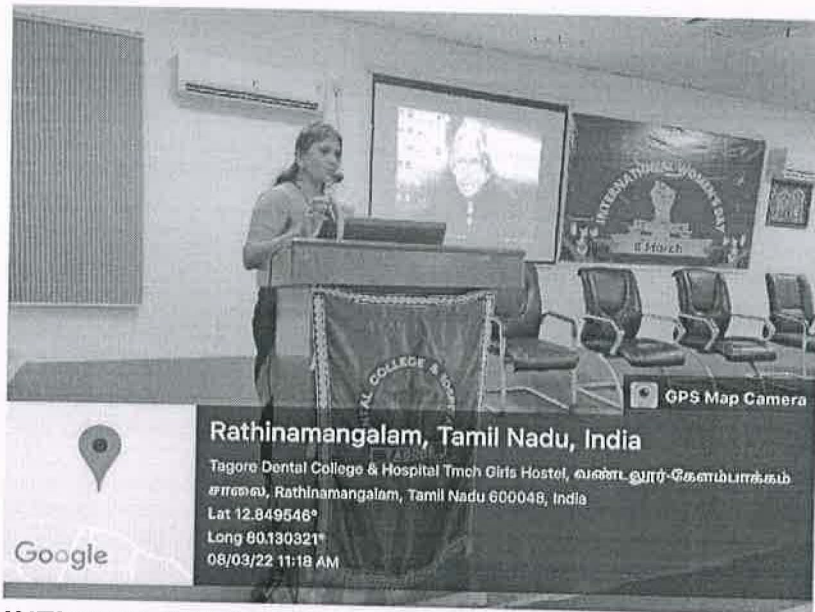 INTERNATIONAL WOMEN'S DAY
8 March
COLLEGE &
GPS Map Camera
Rathinamangalam, Tamil Nadu, India
Tagore Dental College & Hospital Tmch Girls Hostel, வண்டலூர்-கேளம்பாக்கம்
சாலை, Rathinamangalam, Tamil Nadu 600048, India
Lat 12.849546°
Long 80.130321°
08/03/22 11:18 AM
Google